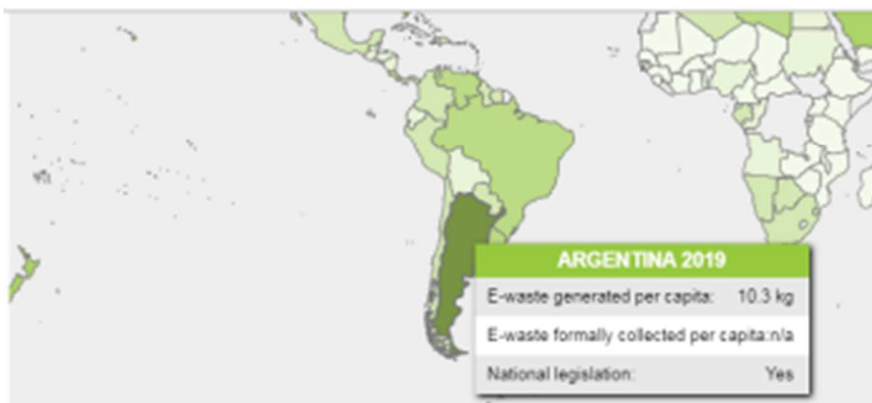 ARGENTINA 2019
E-waste generated per capita: 10.3 kg
E-waste formally collected per capita:n/a
National legislation: Yes